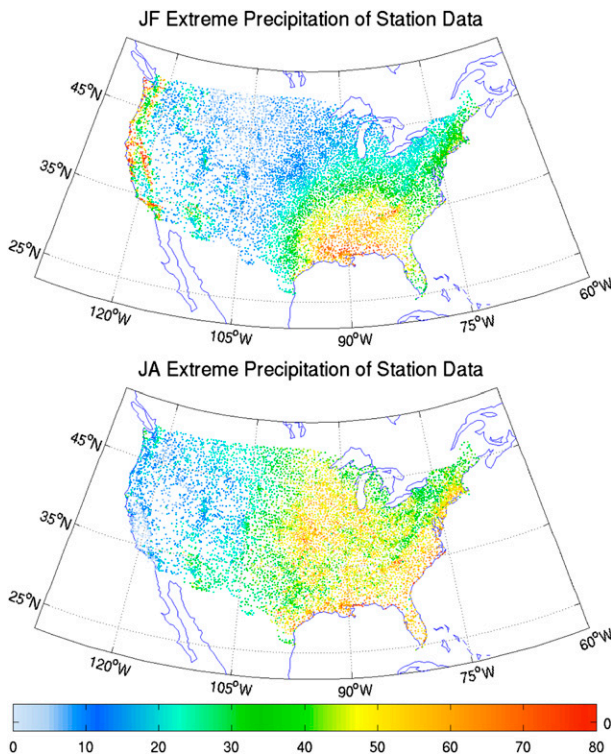 JF Extreme Precipitation of Station Data
45°N
35°N
25°N
120°W
105°W
90°W
75°W
60°W
JA Extreme Precipitation of Station Data
45°N
35°N
25°N
120°W
105°W
90°W
75°W
60°W
0
0 10 20 30 40 50 60 70 80